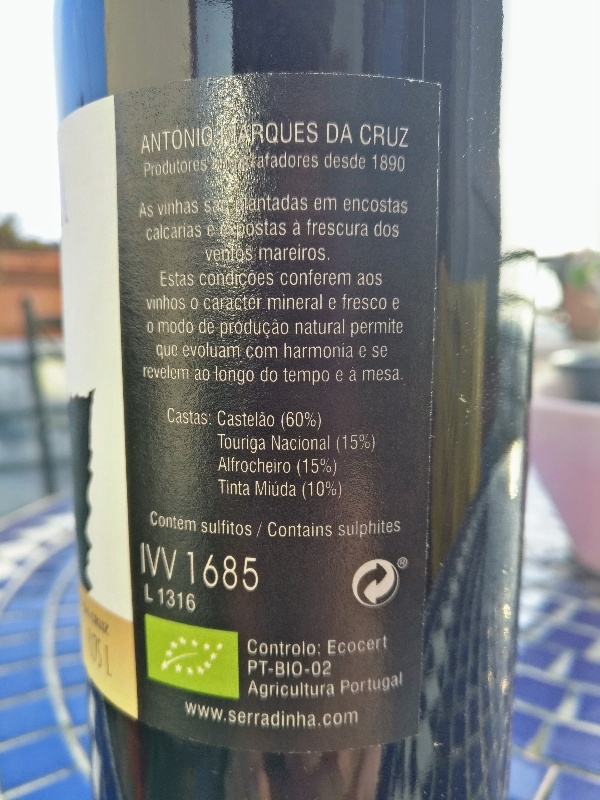 ANTÓNIO MARQUES DA CRUZ
Produtores engarrafadores desde 1890
As vinhas são plantadas em encostas
calcarias e expostas à frescura dos
ventos mareiros.
Estas condições conferem aos
vinhos o caractér mineral e fresco e
o modo de produção natural permite
que evoluam com harmonia e se
revelem ao longo do tempo e à mesa.
Castas: Castelão (60%)
Touriga Nacional (15%)
Alfrocheiro (15%)
Tinta Miúda (10%)
Contém sulfitos / Contains sulphites
IVV 1685
®
L 1316
Controlo: Ecocert
PT-BIO-02
Agricultura Portugal
www.serradinha.com